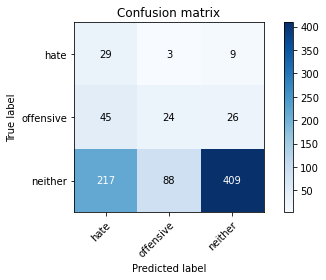 Confusion matrix
hate 29 3 9
offensive 45 24 26
neither 217 88 409
hate offensive neither
Predicted label
True label
400
350
300
250
200
150
100
50